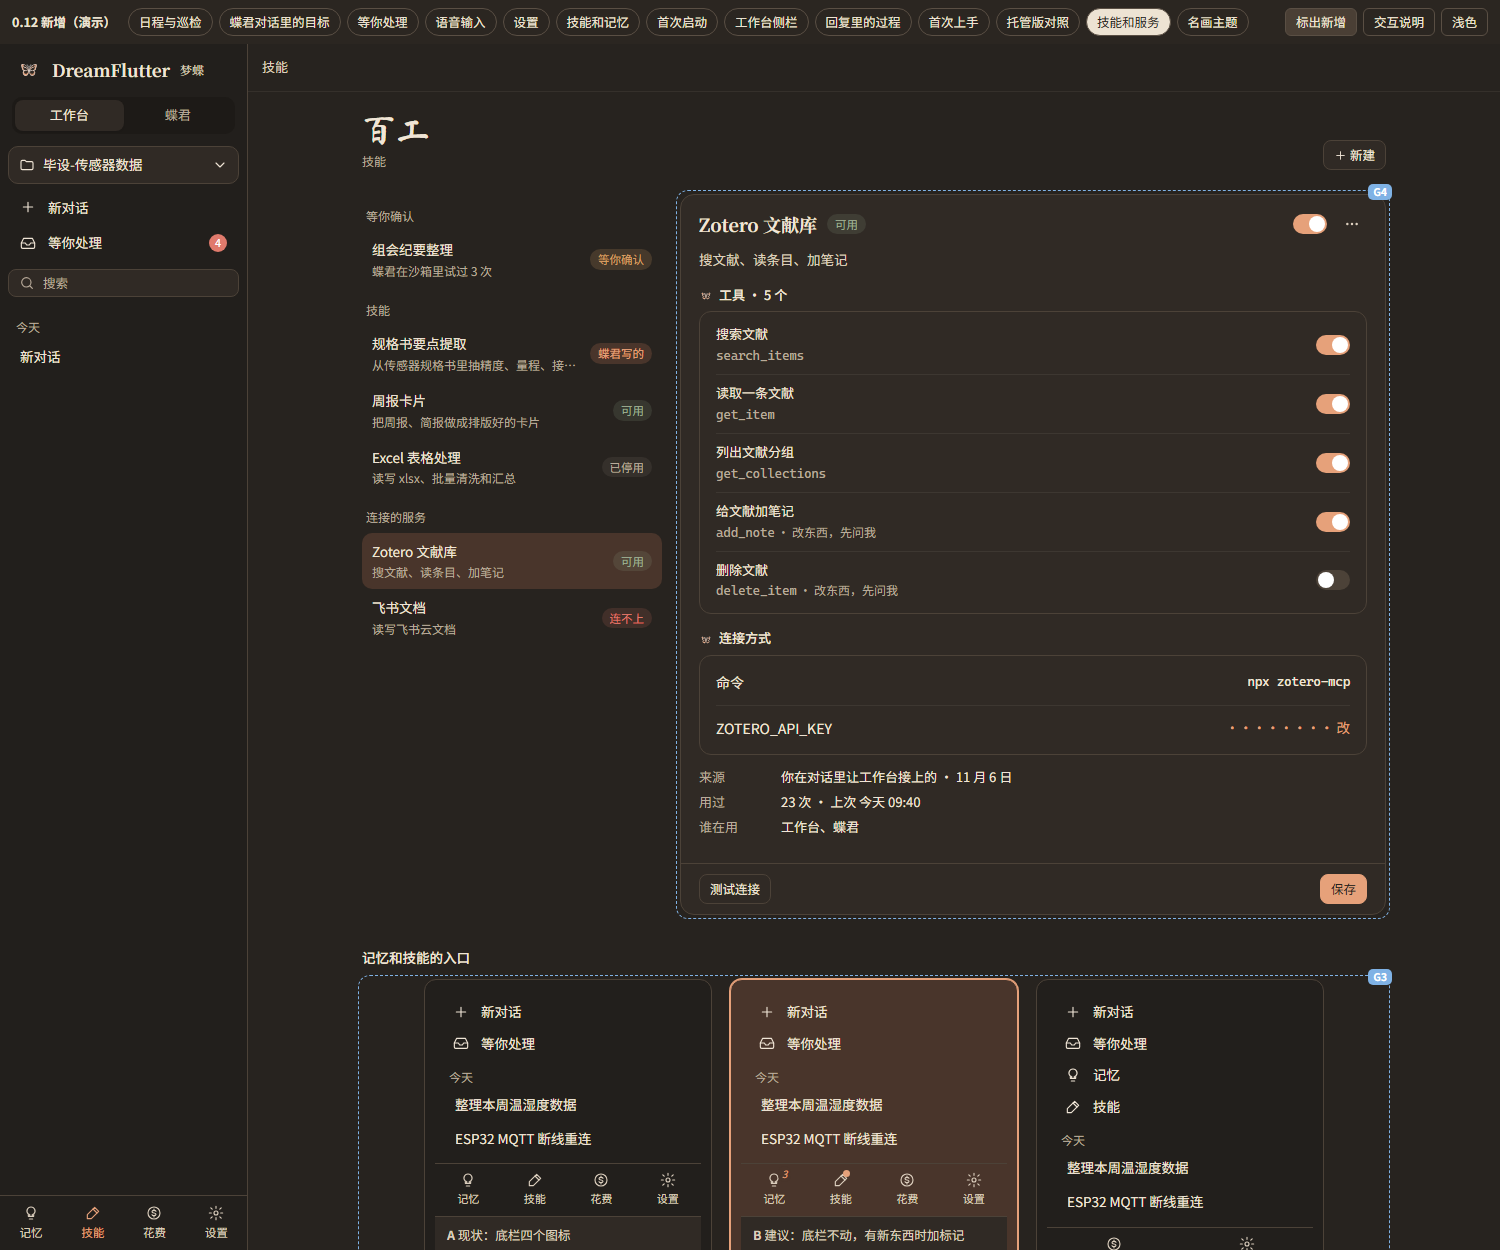 0.12 新增（演示）
日程与巡检
蝶君对话里的目标
等你处理
语音输入
设置
技能和记忆
首次启动
工作台侧栏
回复里的过程
首次上手
托管版对照
技能和服务
名画主题
标出新增
交互说明
浅色
DreamFlutter 梦蝶
工作台
蝶君
毕设-传感器数据
新对话
等你处理
4
搜索
今天
新对话
记忆
技能
花费
设置
技能
百工
技能
新建
等你确认
组会纪要整理
蝶君在沙箱里试过 3 次
等你确认
技能
规格书要点提取
从传感器规格书里抽精度、量程、接…
蝶君写的
周报卡片
把周报、简报做成排版好的卡片
可用
Excel 表格处理
读写 xlsx、批量清洗和汇总
已停用
连接的服务
Zotero 文献库
搜文献、读条目、加笔记
可用
飞书文档
读写飞书云文档
连不上
G4
Zotero 文献库
可用
搜文献、读条目、加笔记
工具 · 5 个
搜索文献
search_items
读取一条文献
get_item
列出文献分组
get_collections
给文献加笔记
add_note · 改东西，先问我
删除文献
delete_item · 改东西，先问我
连接方式
命令
npx zotero-mcp
ZOTERO_API_KEY
········ 改
来源
你在对话里让工作台接上的 · 11 月 6 日
用过
23 次 · 上次 今天 09:40
谁在用
工作台、蝶君
测试连接
保存
记忆和技能的入口
G3
新对话
等你处理
今天
整理本周温湿度数据
ESP32 MQTT 断线重连
记忆
技能
花费
设置
A 现状：底栏四个图标
新对话
等你处理
今天
整理本周温湿度数据
ESP32 MQTT 断线重连
3
记忆
技能
花费
设置
B 建议：底栏不动，有新东西时加标记
新对话
等你处理
记忆
技能
今天
整理本周温湿度数据
ESP32 MQTT 断线重连